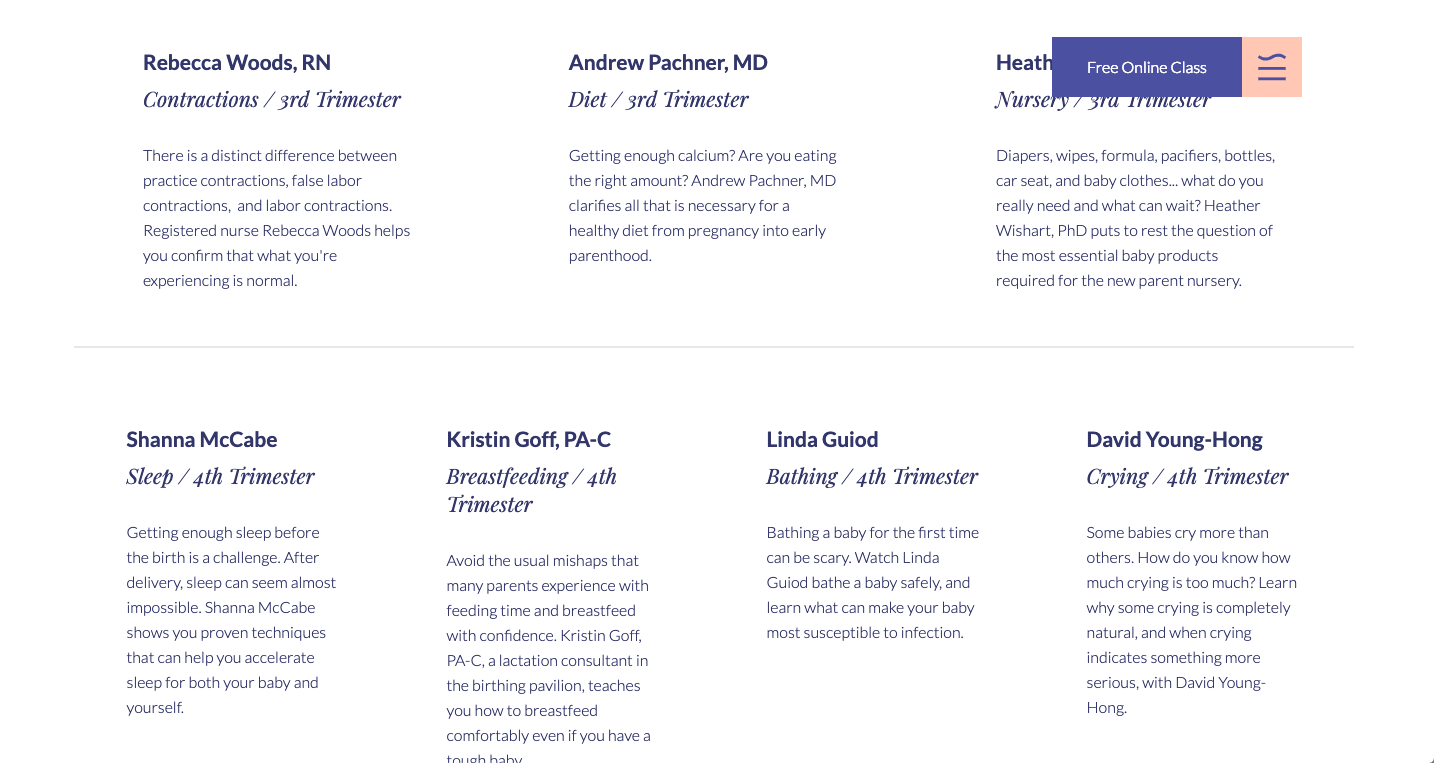 Rebecca Woods, RN
Contractions / 3rd Trimester
There is a distinct difference between
practice contractions, false labor
contractions,  and labor contractions.
Registered nurse Rebecca Woods helps
you confirm that what you're
experiencing is normal.
Andrew Pachner, MD
Diet / 3rd Trimester
Getting enough calcium? Are you eating
the right amount? Andrew Pachner, MD
clarifies all that is necessary for a
healthy diet from pregnancy into early
parenthood.
Heath
Free Online Class
Nursery / 3rd Trimester
Diapers, wipes, formula, pacifiers, bottles,
car seat, and baby clothes... what do you
really need and what can wait? Heather
Wishart, PhD puts to rest the question of
the most essential baby products
required for the new parent nursery.
Shanna McCabe
Sleep / 4th Trimester
Getting enough sleep before
the birth is a challenge. After
delivery, sleep can seem almost
impossible. Shanna McCabe
shows you proven techniques
that can help you accelerate
sleep for both your baby and
yourself.
Kristin Goff, PA-C
Breastfeeding / 4th
Trimester
Avoid the usual mishaps that
many parents experience with
feeding time and breastfeed
with confidence. Kristin Goff,
PA-C, a lactation consultant in
the birthing pavilion, teaches
you how to breastfeed
comfortably even if you have a
tough baby.
Linda Guiod
Bathing / 4th Trimester
Bathing a baby for the first time
can be scary. Watch Linda
Guiod bathe a baby safely, and
learn what can make your baby
most susceptible to infection.
David Young-Hong
Crying / 4th Trimester
Some babies cry more than
others. How do you know how
much crying is too much? Learn
why some crying is completely
natural, and when crying
indicates something more
serious, with David Young-
Hong.